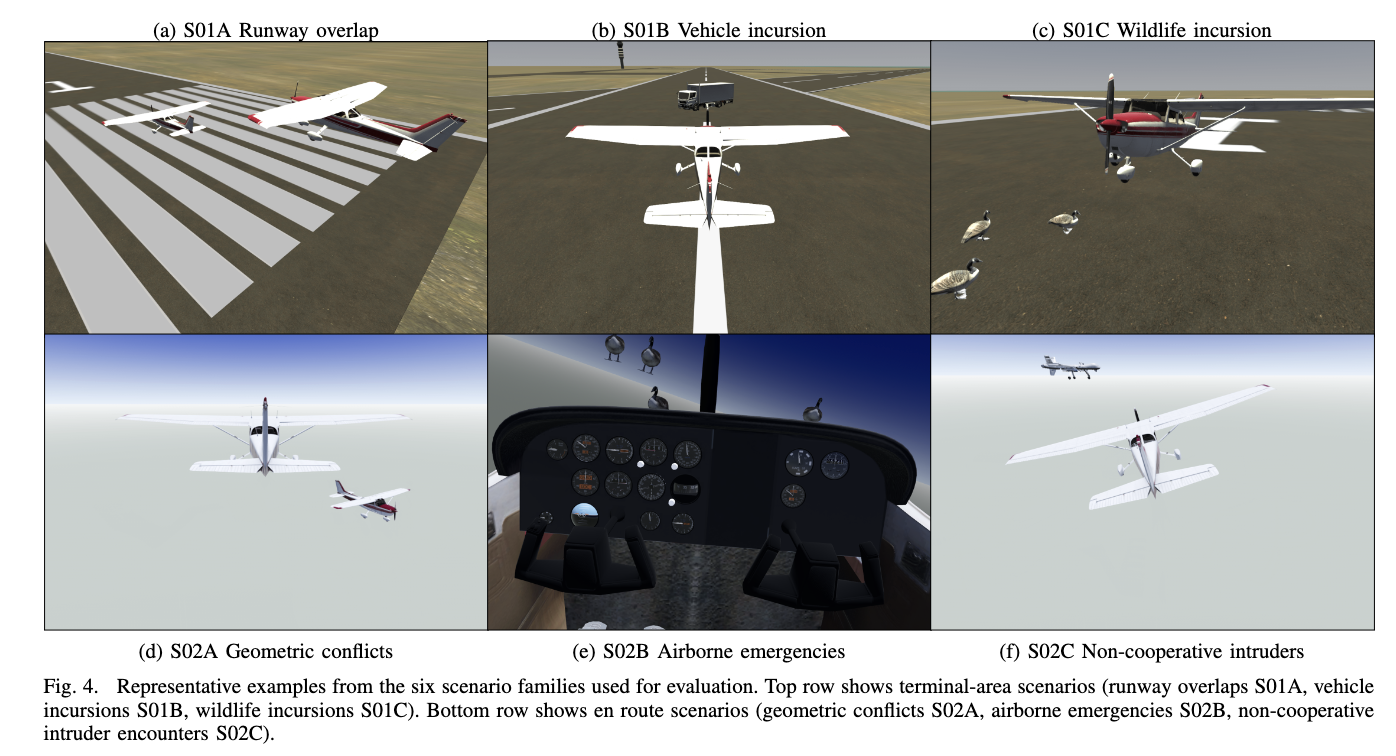 (a) S01A Runway overlap
(b) S01B Vehicle incursion
(c) S01C Wildlife incursion
(d) S02A Geometric conflicts
(e) S02B Airborne emergencies
(f) S02C Non-cooperative intruders
Fig. 4. Representative examples from the six scenario families used for evaluation. Top row shows terminal-area scenarios (runway overlaps S01A, vehicle
incursions S01B, wildlife incursions S01C). Bottom row shows en route scenarios (geometric conflicts S02A, airborne emergencies S02B, non-cooperative
intruder encounters S02C).